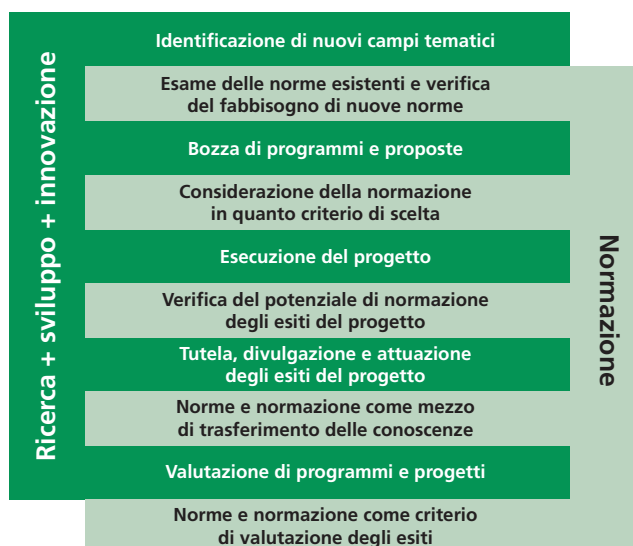 Ricerca + sviluppo + innovazione
Identificazione di nuovi campi tematici
Esame delle norme esistenti e verifica
del fabbisogno di nuove norme
Bozza di programmi e proposte
Considerazione della normazione
in quanto criterio di scelta
Esecuzione del progetto
Verifica del potenziale di normazione
degli esiti del progetto
Tutela, divulgazione e attuazione
degli esiti del progetto
Norme e normazione come mezzo
di trasferimento delle conoscenze
Valutazione di programmi e progetti
Norme e normazione come criterio
di valutazione degli esiti
Normazione